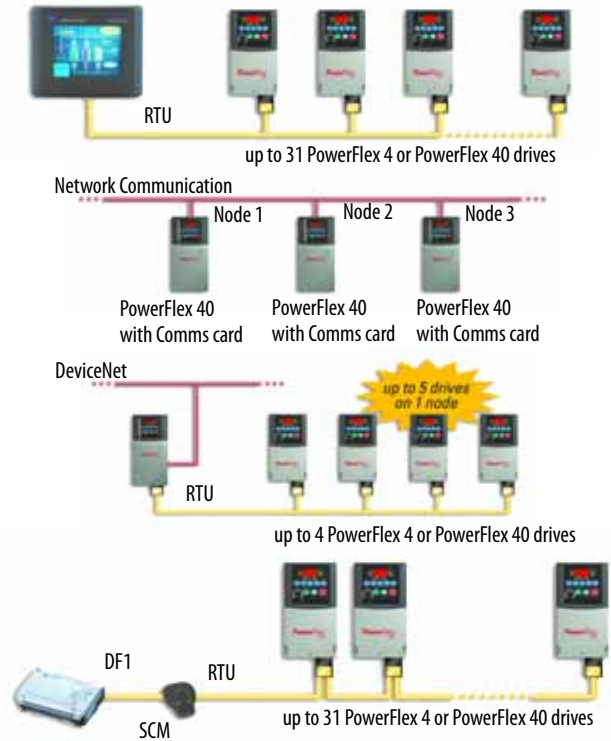 RTU
up to 31 PowerFlex 4 or PowerFlex 40 drives
Network Communication
Node 1
Node 2
Node 3
PowerFlex 40
with Comms card
PowerFlex 40
with Comms card
PowerFlex 40
with Comms card
DeviceNet
up to 5 drives
on 1 node
RTU
up to 4 PowerFlex 4 or PowerFlex 40 drives
DF1
RTU
SCM
up to 31 PowerFlex 4 or PowerFlex 40 drives